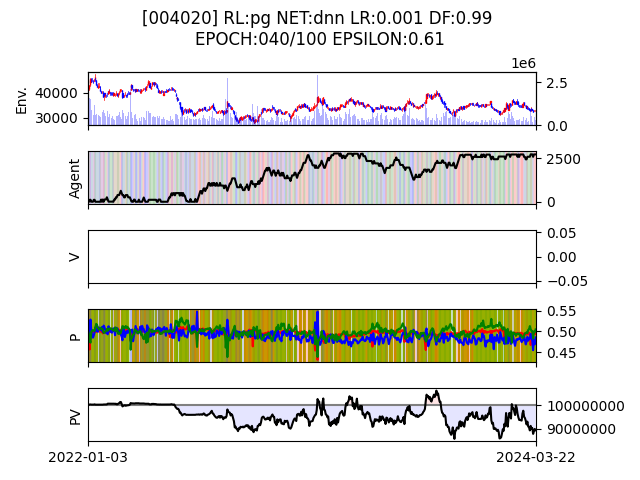 [004020] RL:pg NET:dnn LR:0.001 DF:0.99
EPOCH:040/100 EPSILON:0.61
1e6
Env.
40000
30000
2.5
0.0
Agent
2500
0
V
0.05
0.00
−0.05
P
0.55
0.50
0.45
PV
100000000
90000000
2022-01-03
2024-03-22